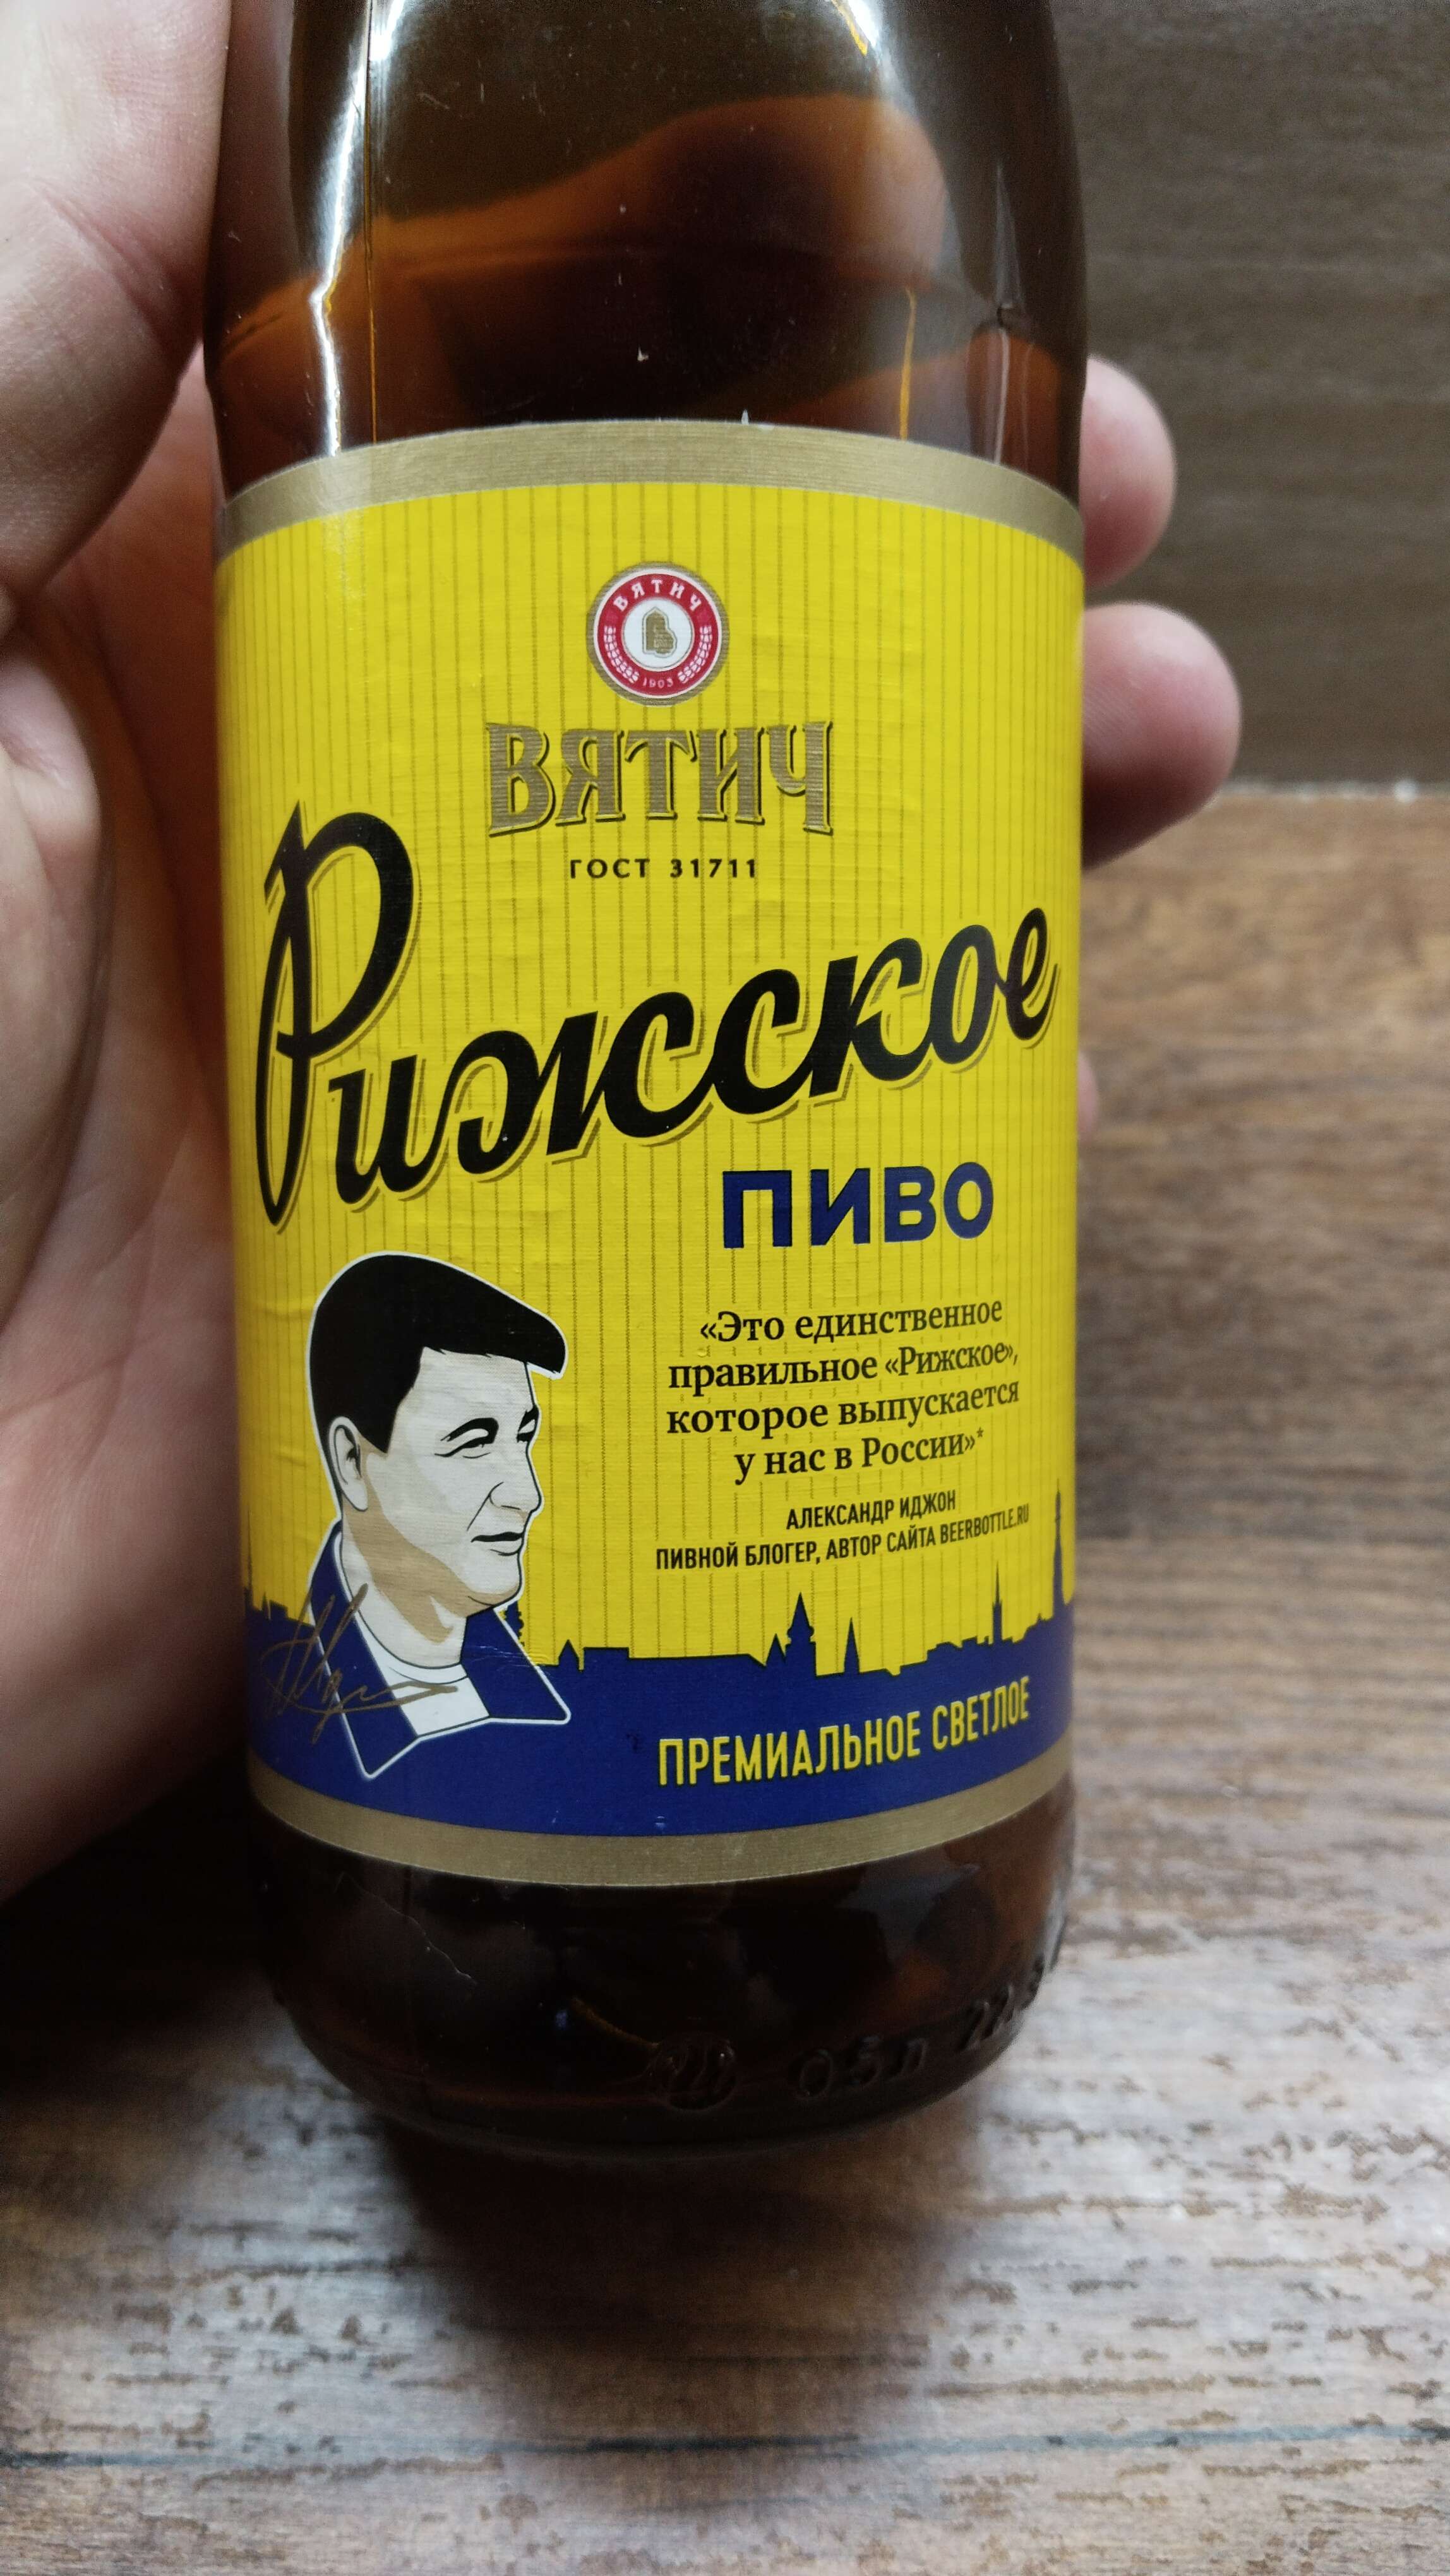 ВЯТИЧ
1903
ВЯТИЧ
ГОСТ 31711
Рижское
ПИВО
«Это единственное
правильное «Рижское»,
которое выпускается
у нас в России»*
АЛЕКСАНДР ИДЖОН
ПИВНОЙ БЛОГЕР, АВТОР САЙТА BEERBOTTLE.RU
ПРЕМИАЛЬНОЕ СВЕТЛОЕ